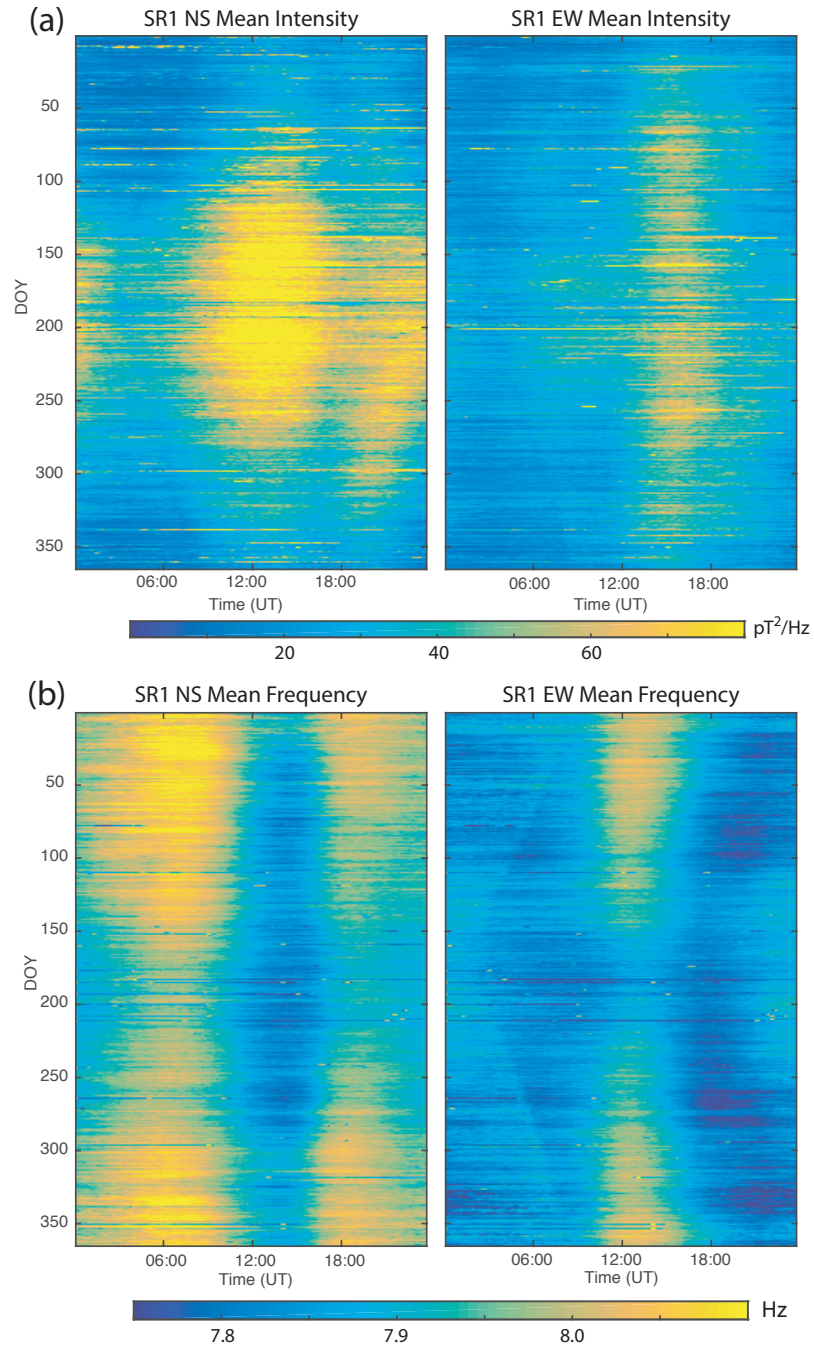 (a)
SR1 NS Mean Intensity
SR1 EW Mean Intensity
50
100
150
200
250
300
350
DOY
06:00 12:00 18:00
Time (UT)
06:00 12:00 18:00
Time (UT)
20 40 60
pT²/Hz
(b)
SR1 NS Mean Frequency
SR1 EW Mean Frequency
50
100
150
200
250
300
350
DOY
06:00 12:00 18:00
Time (UT)
06:00 12:00 18:00
Time (UT)
7.8 7.9 8.0
Hz